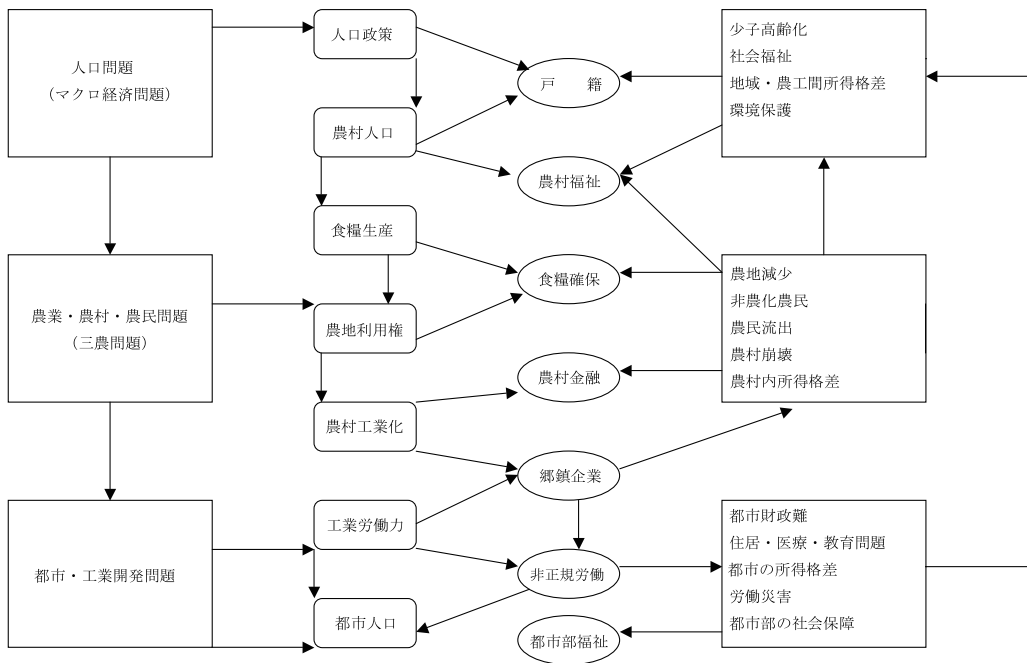 人口問題
（マクロ経済問題）
農業・農村・農民問題
（三農問題）
都市・工業開発問題
人口政策
農村人口
食糧生産
農地利用権
農村工業化
工業労働力
都市人口
戸　籍
農村福祉
食糧確保
農村金融
郷鎮企業
非正規労働
都市部福祉
少子高齢化
社会福祉
地域・農工間所得格差
環境保護
農地減少
非農化農民
農民流出
農村崩壊
農村内所得格差
都市財政難
住居・医療・教育問題
都市の所得格差
労働災害
都市部の社会保障